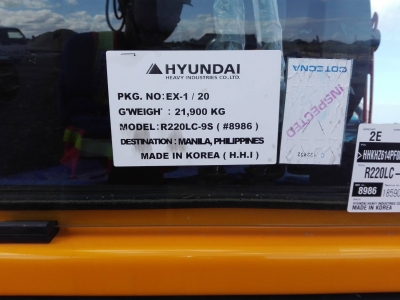 HYUNDAI
HEAVY INDUSTRIES CO.,LTD.
PKG. NO:EX-1 / 20
G'WEIGH' : 21,900 KG
MODEL:R220LC-9S ( #8986 )
DESTINATION: MANILA, PHILIPPINES
MADE IN KOREA ( H.H.I )
COTECNA
INSPECTED
2E
R220LC-
8986
MADE IN KOREA